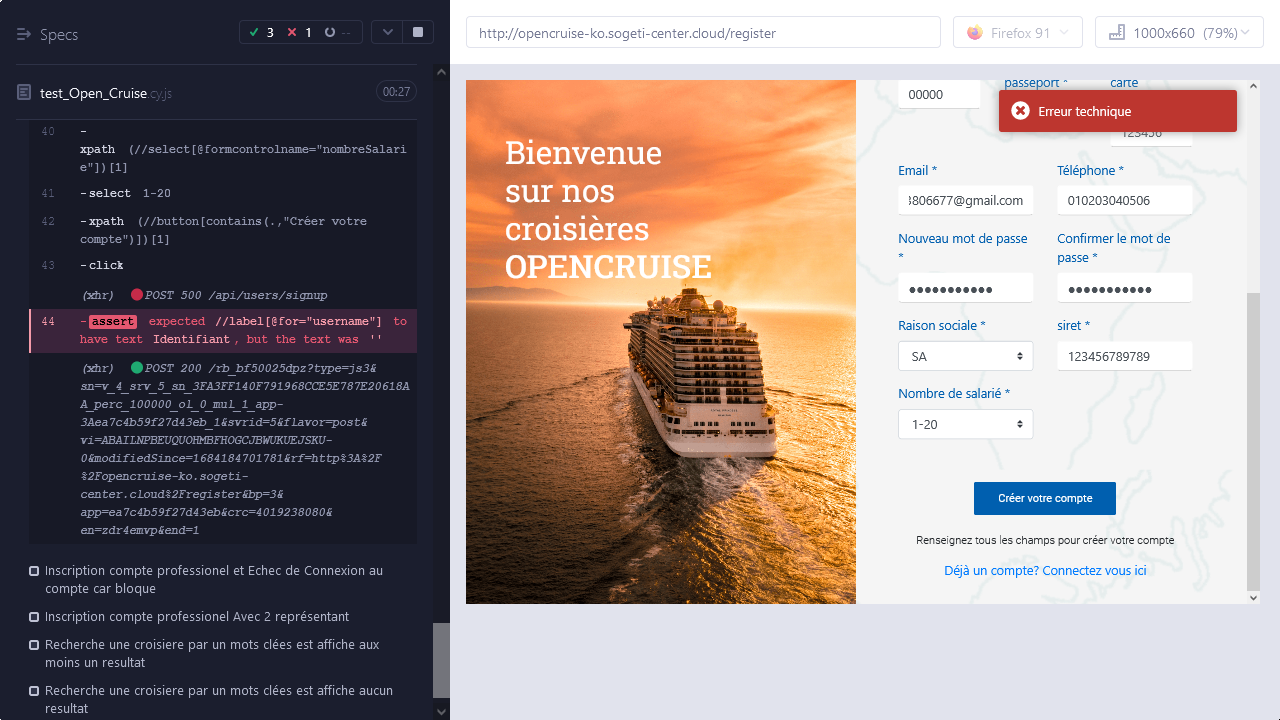 Specs
3
1
--
test_Open_Cruise.cy.js
00:27
40
-
xpath (//select[@formcontrolname="nombreSalari
e"])[1]
41 -select 1-20
42 -xpath (//button[contains(.,"Créer votre
compte")])[1]
43 -click
(xhr) POST 500 /api/users/signup
44 -assert expected //label[@for="username"] to
have text Identifiant, but the text was ''
(xhr) POST 200 /rb_bf50025dpz?type=js3&
sn=v_4_srv_5_sn_3FA3FF140F791968CCE5E787E20618A
A_perc_100000_ol_0_mul_1_app-
3Aea7c4b59f27d43eb_1&svrid=5&flavor=post&
vi=ABAILNPBEUQUOHMBFHOGCJBWUKUEJSKU-
0&modifiedSince=1684184701781&rf=http%3A%2F
%2Fopencruise-ko.sogeti-
center.cloud%2Fregister&bp=3&
app=ea7c4b59f27d43eb&crc=4019238080&
en=zdr4emvp&end=1
Inscription compte professionel et Echec de Connexion au
compte car bloque
Inscription compte professionel Avec 2 représentant
Recherche une croisiere par un mots clées est affiche aux
moins un resultat
Recherche une croisiere par un mots clées est affiche aucun
resultat
http://opencruise-ko.sogeti-center.cloud/register
Firefox 91
1000x660 (79%)
Bienvenue
sur nos
croisières
OPENCRUISE
passeport *
carte
00000
Erreur technique
123456
Email *
Téléphone *
3806677@gmail.com
010203040506
Nouveau mot de passe
*
Confirmer le mot de
passe *
Raison sociale *
siret *
SA
123456789789
Nombre de salarié *
1-20
Créer votre compte
Renseignez tous les champs pour créer votre compte
Déjà un compte? Connectez vous ici